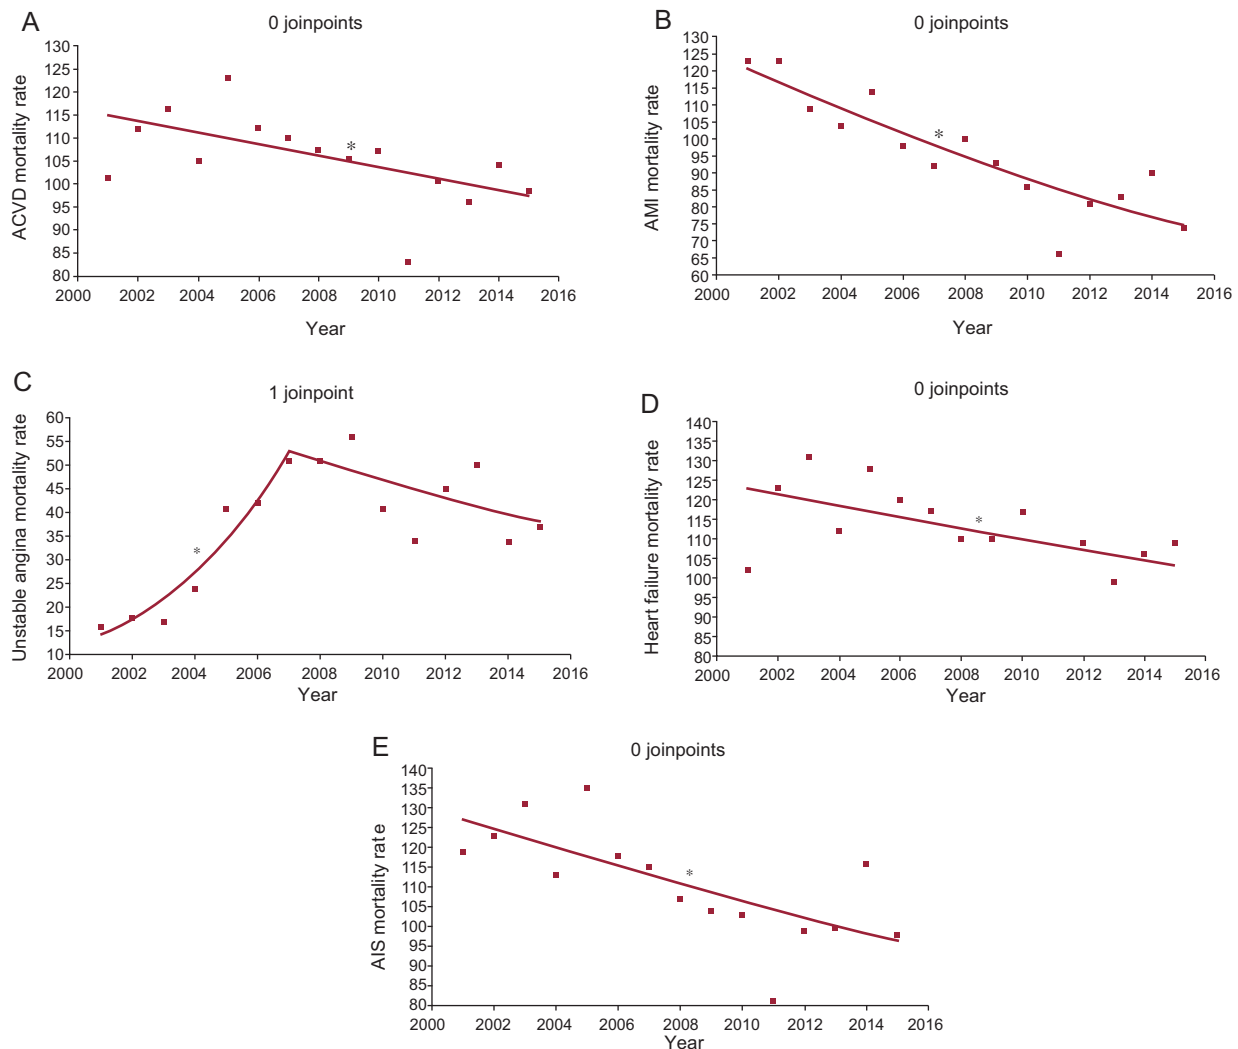 A
0 joinpoints
ACVD mortality rate
130
125
120
115
110
105
100
95
90
85
80
*
2000 2002 2004 2006 2008 2010 2012 2014 2016
Year
B
0 joinpoints
AMI mortality rate
130
125
120
115
110
105
100
95
90
85
80
75
70
65
60
*
2000 2002 2004 2006 2008 2010 2012 2014 2016
Year
C
1 joinpoint
Unstable angina mortality rate
60
55
50
45
40
35
30
25
20
15
10
*
2000 2002 2004 2006 2008 2010 2012 2014 2016
Year
D
0 joinpoints
Heart failure mortality rate
140
135
130
125
120
115
110
105
100
95
90
85
80
*
2000 2002 2004 2006 2008 2010 2012 2014 2016
Year
E
0 joinpoints
AIS mortality rate
140
135
130
125
120
115
110
105
100
95
90
85
80
*
2000 2002 2004 2006 2008 2010 2012 2014 2016
Year